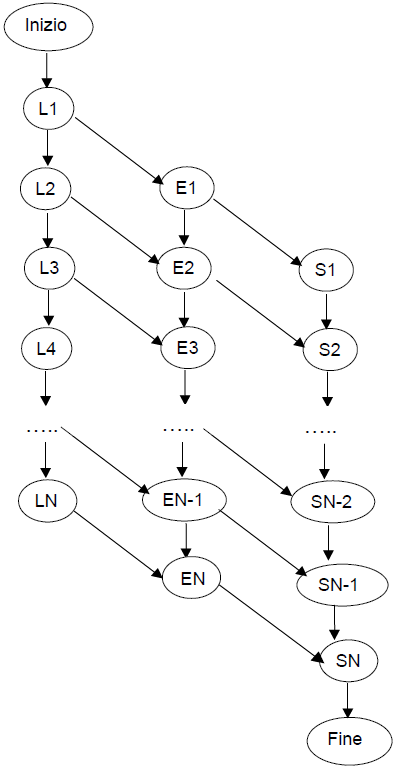 Inizio
L1
L2 E1
L3 E2 S1
L4 E3 S2
..... ..... .....
LN EN-1 SN-2
EN SN-1
SN
Fine